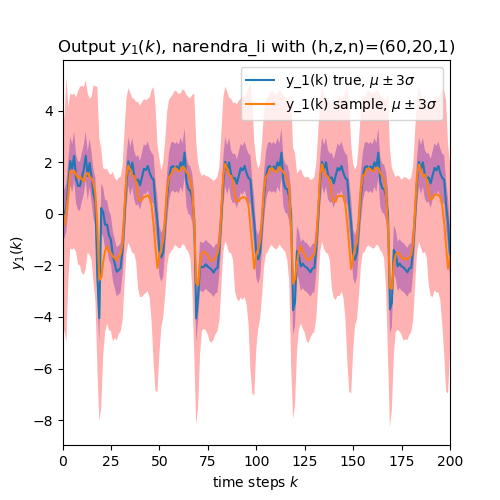 Output y₁(k), narendra_li with (h,z,n)=(60,20,1)
y_1(k) true, μ ± 3σ
y_1(k) sample, μ ± 3σ
4
2
0
−2
−4
−6
−8
y₁(k)
0 25 50 75 100 125 150 175 200
time steps k